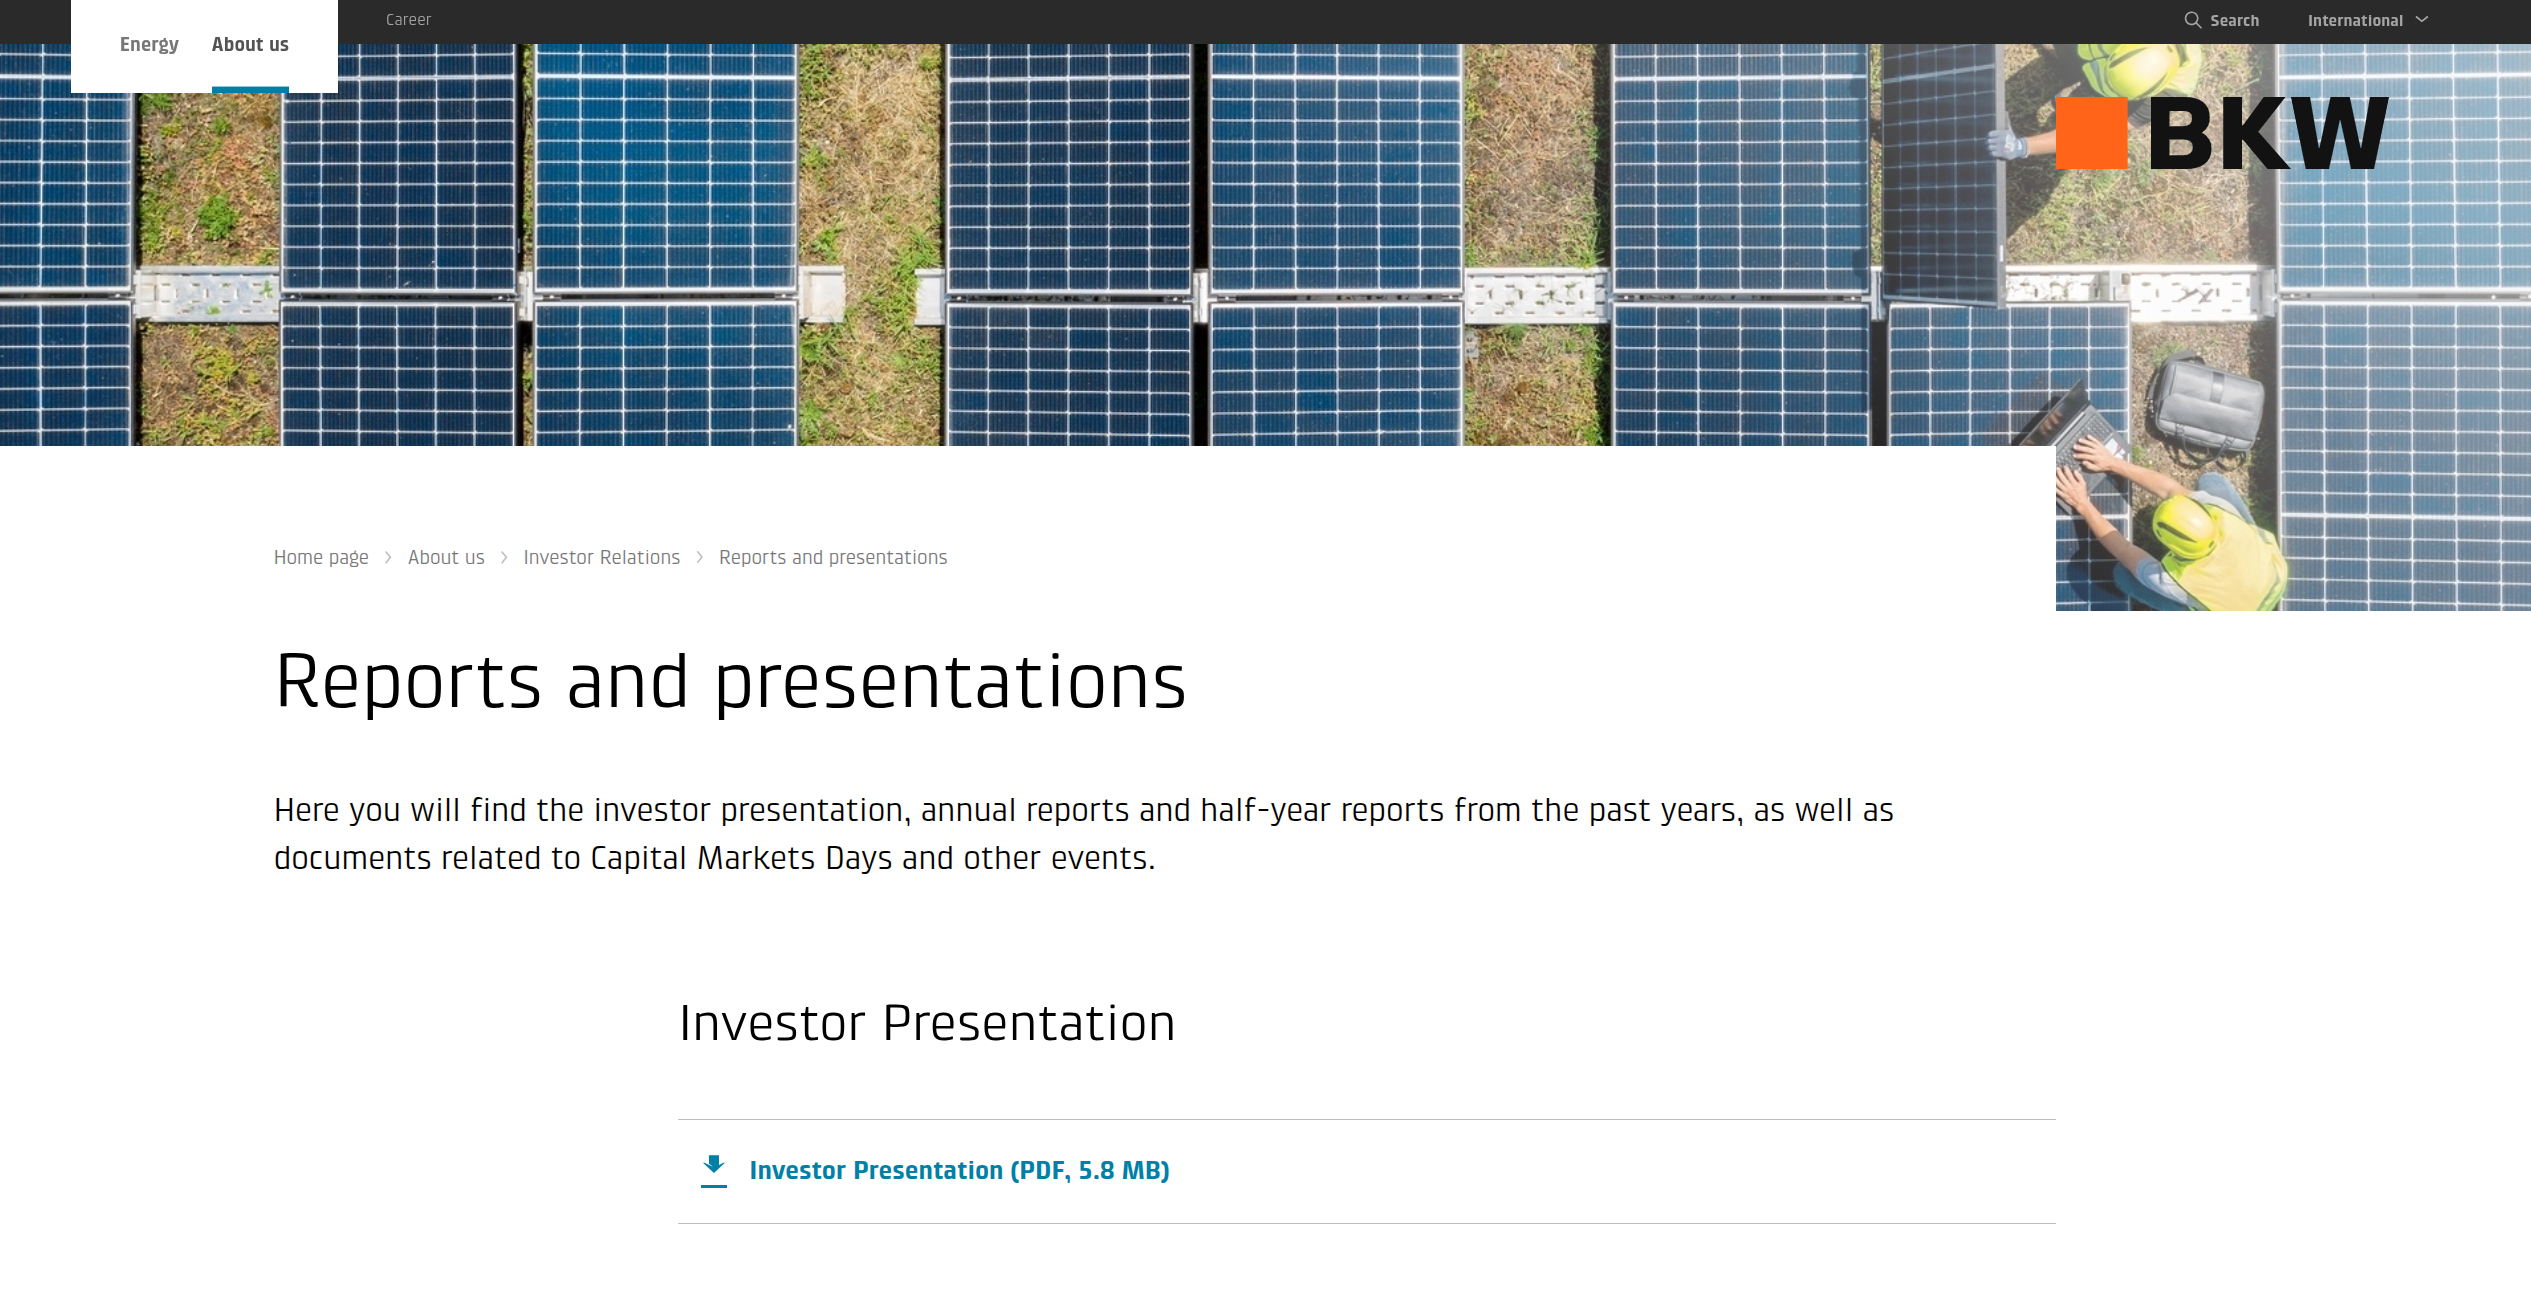 Energy
About us
Career
Search
International
BKW
Home page
About us
Investor Relations
Reports and presentations
Reports and presentations
Here you will find the investor presentation, annual reports and half-year reports from the past years, as well as
documents related to Capital Markets Days and other events.
Investor Presentation
Investor Presentation (PDF, 5.8 MB)